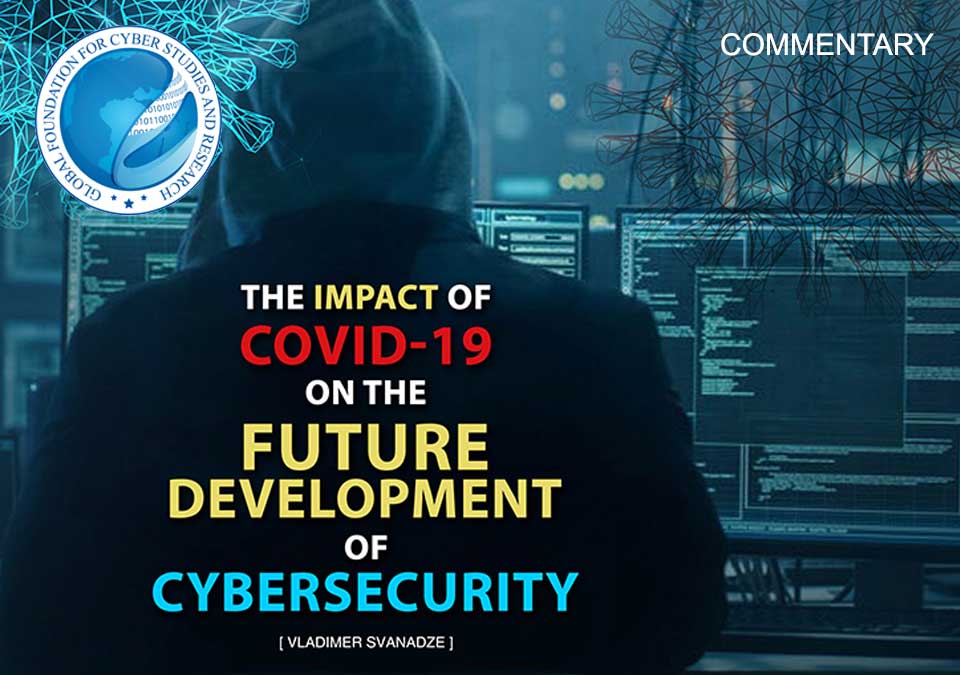 GLOBAL FOUNDATION FOR CYBER STUDIES AND RESEARCH
COMMENTARY
THE IMPACT OF
COVID-19
ON THE
FUTURE
DEVELOPMENT
OF
CYBERSECURITY
[ VLADIMER SVANADZE ]